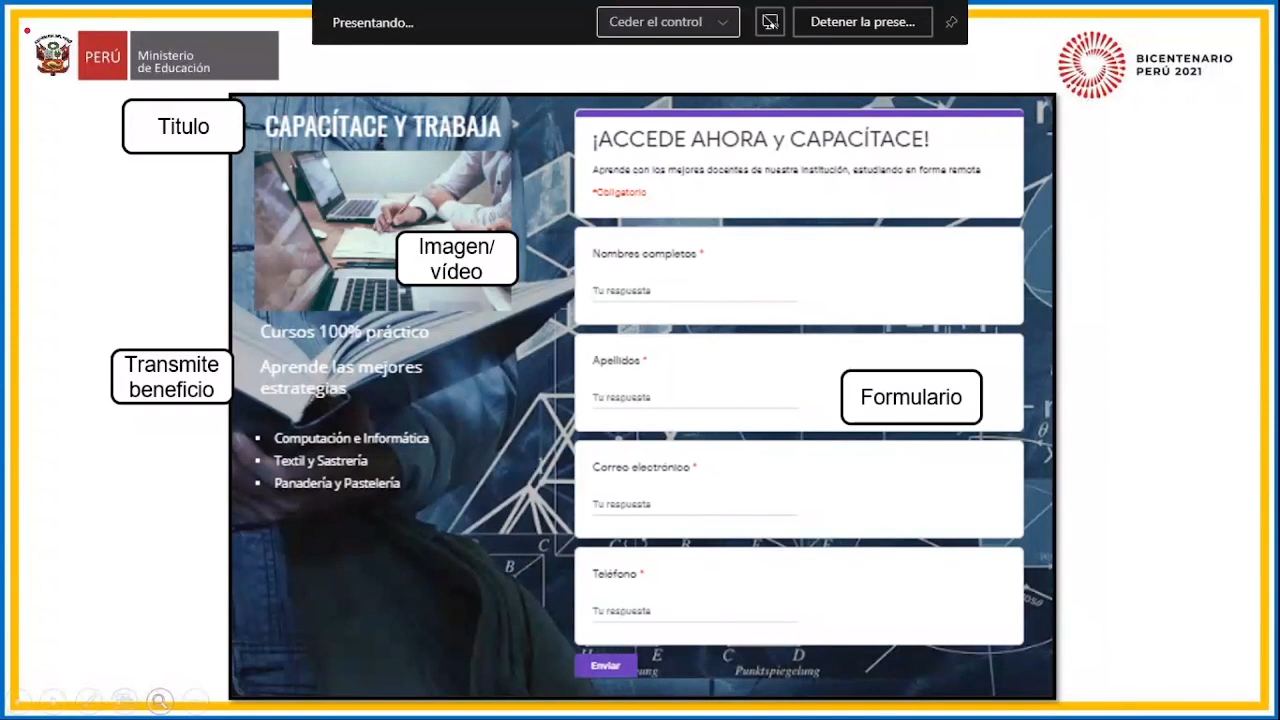 Presentando...
Ceder el control
Detener la prese...
PERÚ
Ministerio
de Educación
BICENTENARIO
PERÚ 2021
Titulo
CAPACÍTACE Y TRABAJA
Imagen/
vídeo
Cursos 100% práctico
Transmite
beneficio
Aprende las mejores
estrategias
▪ Computación e Informática
▪ Textil y Sastrería
▪ Panadería y Pastelería
¡ACCEDE AHORA y CAPACÍTACE!
Aprende con los mejores docentes de nuestra institución, estudiando en forma remota
*Obligatorio
Nombres completos *
Tu respuesta
Apellidos *
Tu respuesta
Formulario
Correo electrónico *
Tu respuesta
Teléfono *
Tu respuesta
Enviar
C
B
E
C
D
Punktspiegelung